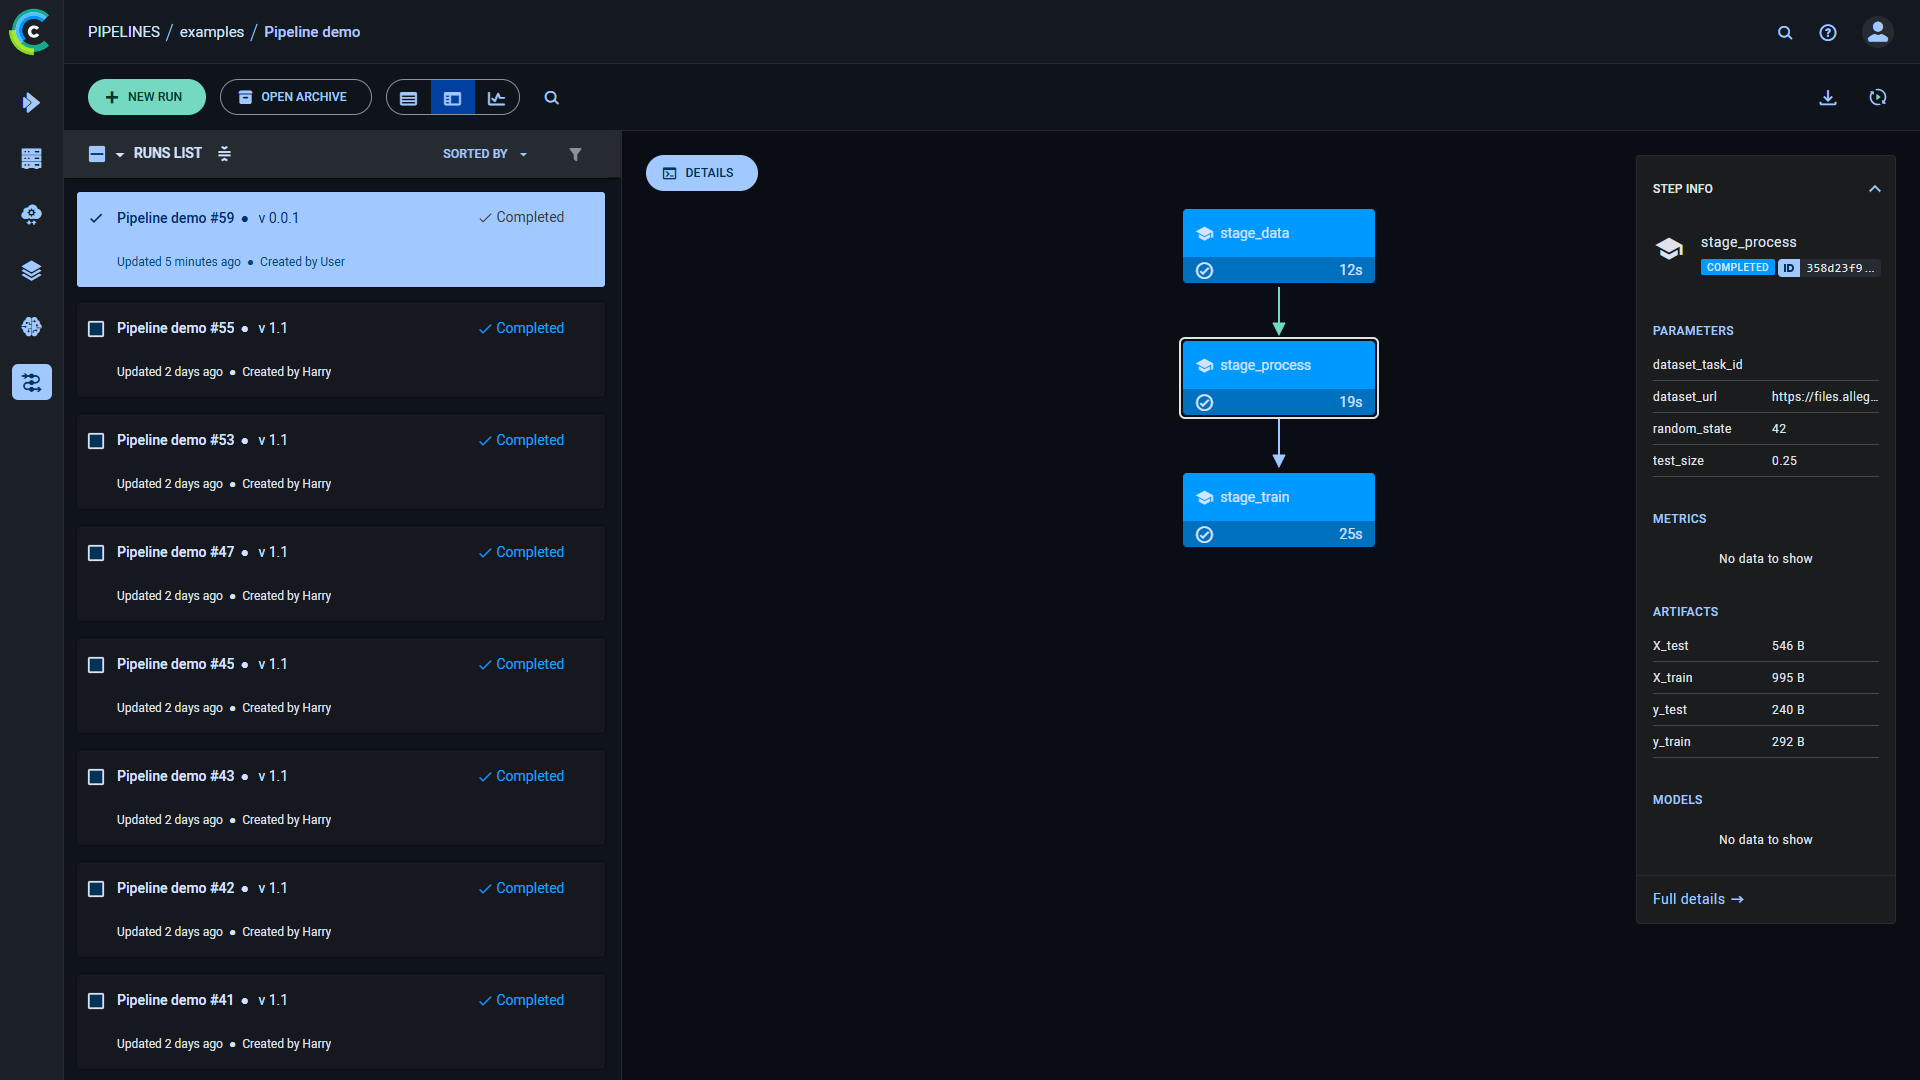 PIPELINES / examples / Pipeline demo
NEW RUN
OPEN ARCHIVE
RUNS LIST
SORTED BY
Pipeline demo #59 ● v 0.0.1
Completed
Updated 5 minutes ago ● Created by User
Pipeline demo #55 ● v 1.1
Completed
Updated 2 days ago ● Created by Harry
Pipeline demo #53 ● v 1.1
Completed
Updated 2 days ago ● Created by Harry
Pipeline demo #47 ● v 1.1
Completed
Updated 2 days ago ● Created by Harry
Pipeline demo #45 ● v 1.1
Completed
Updated 2 days ago ● Created by Harry
Pipeline demo #43 ● v 1.1
Completed
Updated 2 days ago ● Created by Harry
Pipeline demo #42 ● v 1.1
Completed
Updated 2 days ago ● Created by Harry
Pipeline demo #41 ● v 1.1
Completed
Updated 2 days ago ● Created by Harry
DETAILS
stage_data
12s
stage_process
19s
stage_train
25s
STEP INFO
stage_process
COMPLETED ID 358d23f9...
PARAMETERS
dataset_task_id
dataset_url https://files.alleg...
random_state 42
test_size 0.25
METRICS
No data to show
ARTIFACTS
X_test 546 B
X_train 995 B
y_test 240 B
y_train 292 B
MODELS
No data to show
Full details →